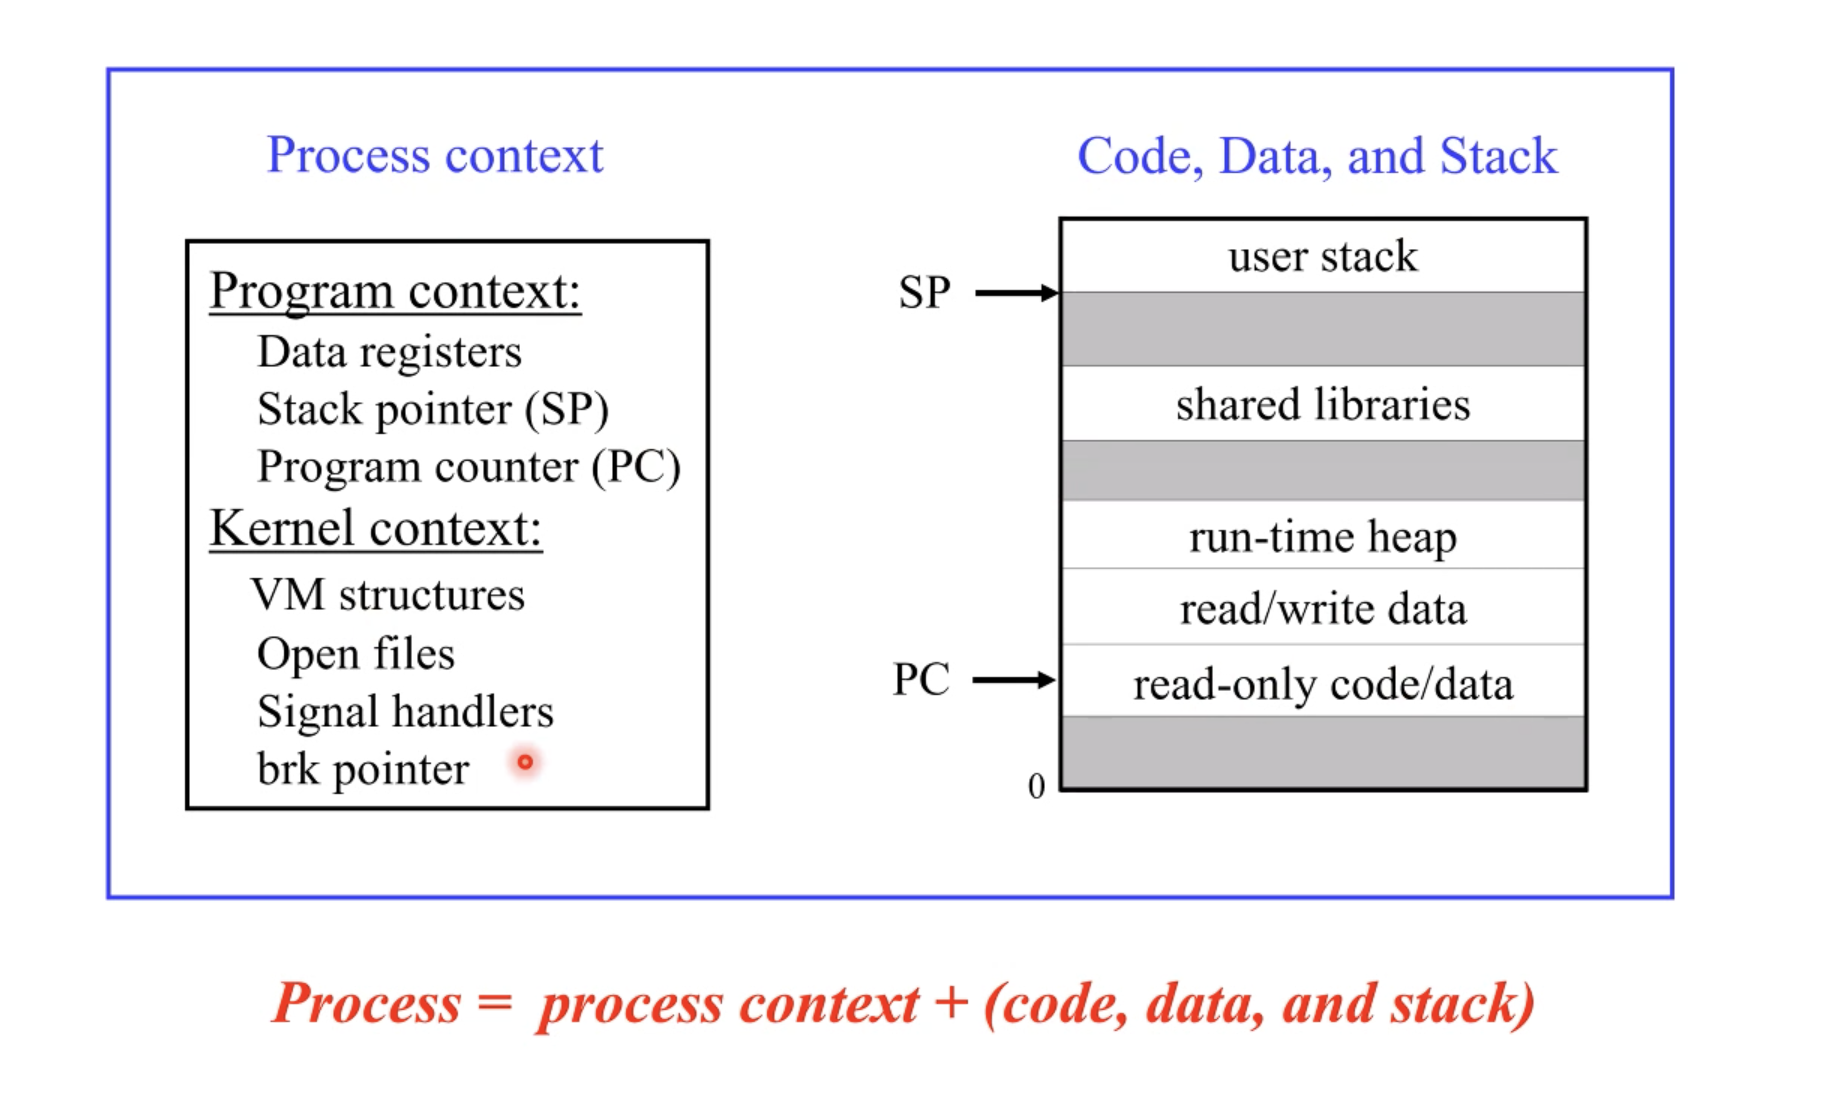 Process context
Program context:
Data registers
Stack pointer (SP)
Program counter (PC)
Kernel context:
VM structures
Open files
Signal handlers
brk pointer
Code, Data, and Stack
user stack
SP
shared libraries
run-time heap
read/write data
PC
read-only code/data
0
Process = process context + (code, data, and stack)